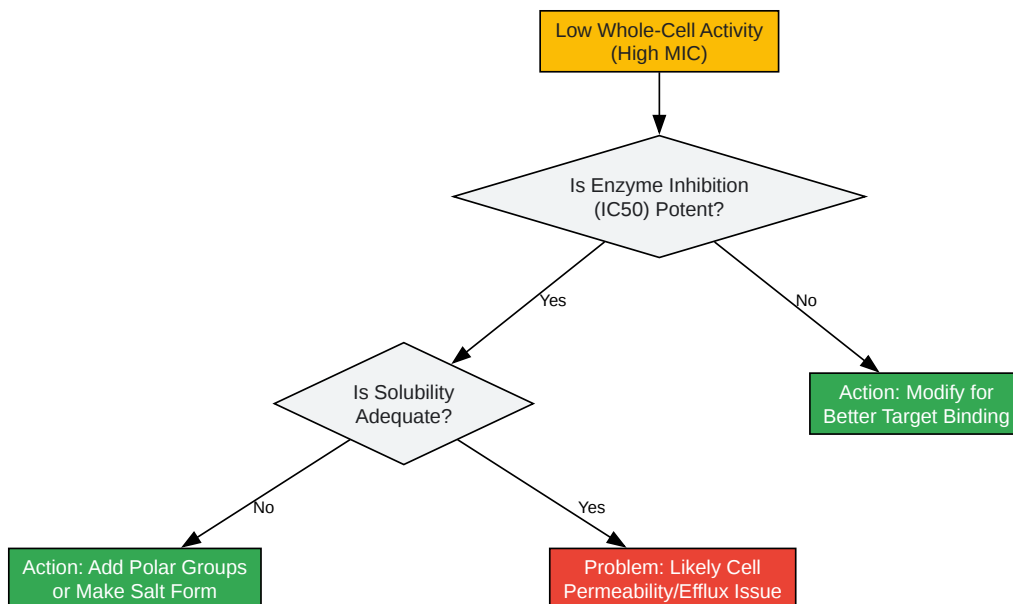 Low Whole-Cell Activity
(High MIC)
Is Enzyme Inhibition
(IC50) Potent?
Yes
No
Is Solubility
Adequate?
Action: Modify for
Better Target Binding
No
Yes
Action: Add Polar Groups
or Make Salt Form
Problem: Likely Cell
Permeability/Efflux Issue